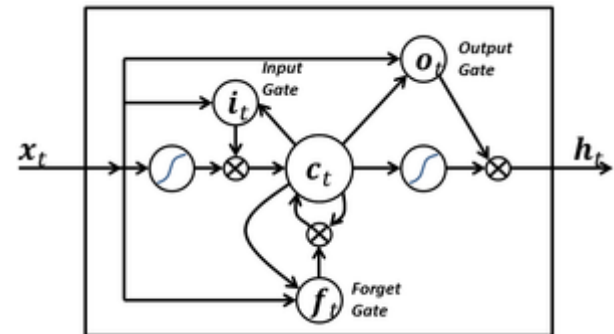 o_t
Output
Gate
Input
Gate
i_t
x_t
c_t
h_t
f_t
Forget
Gate